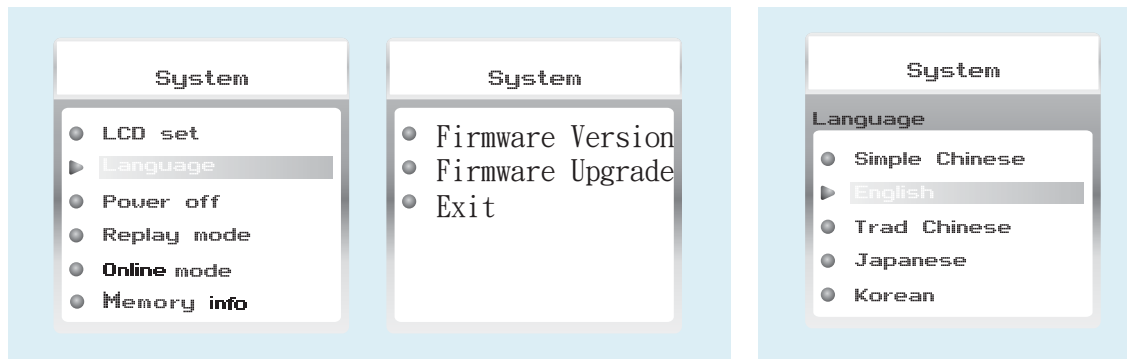 System
LCD set
Language
Power off
Replay mode
Online mode
Memory info
System
Firmware Version
Firmware Upgrade
Exit
System
Language
Simple Chinese
English
Trad Chinese
Japanese
Korean